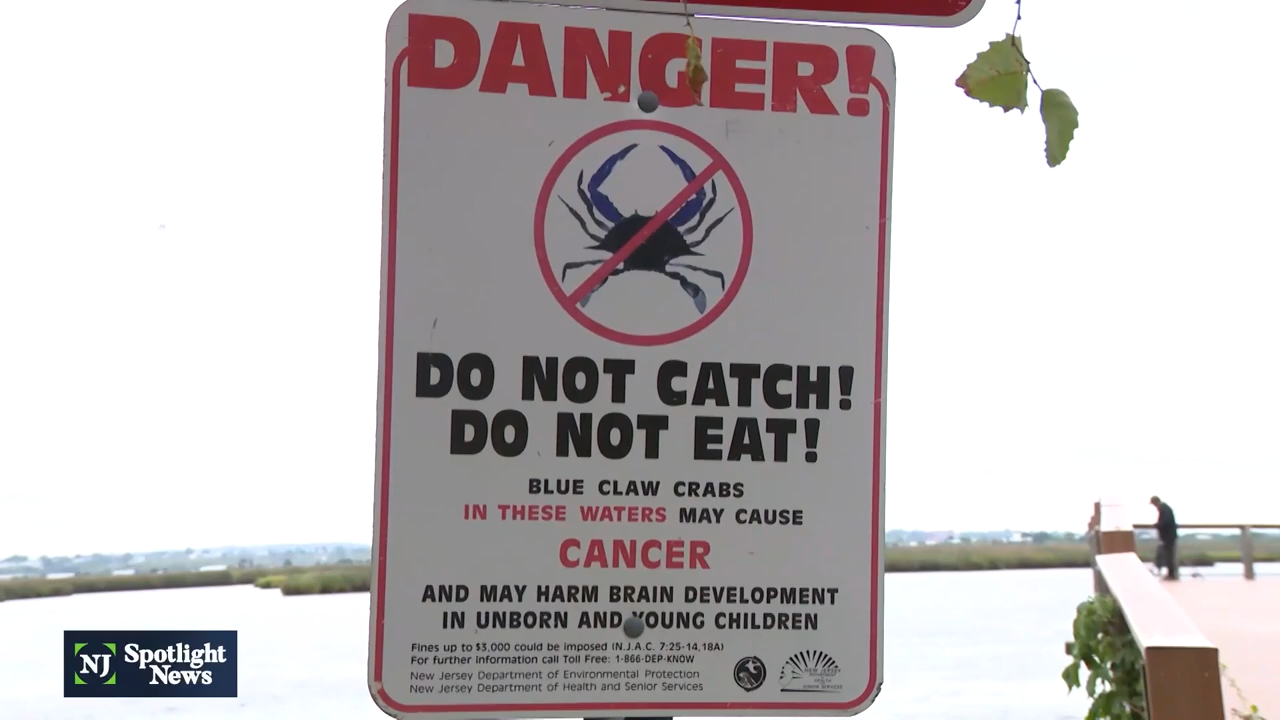 DANGER!
DO NOT CATCH!
DO NOT EAT!
BLUE CLAW CRABS
IN THESE WATERS MAY CAUSE
CANCER
AND MAY HARM BRAIN DEVELOPMENT
IN UNBORN AND YOUNG CHILDREN
Fines up to $3,000 could be imposed (N.J.A.C. 7:25-14,18A)
For further information call Toll Free: 1-866-DEP-KNOW
New Jersey Department of Environmental Protection
New Jersey Department of Health and Senior Services
NJ Spotlight
News